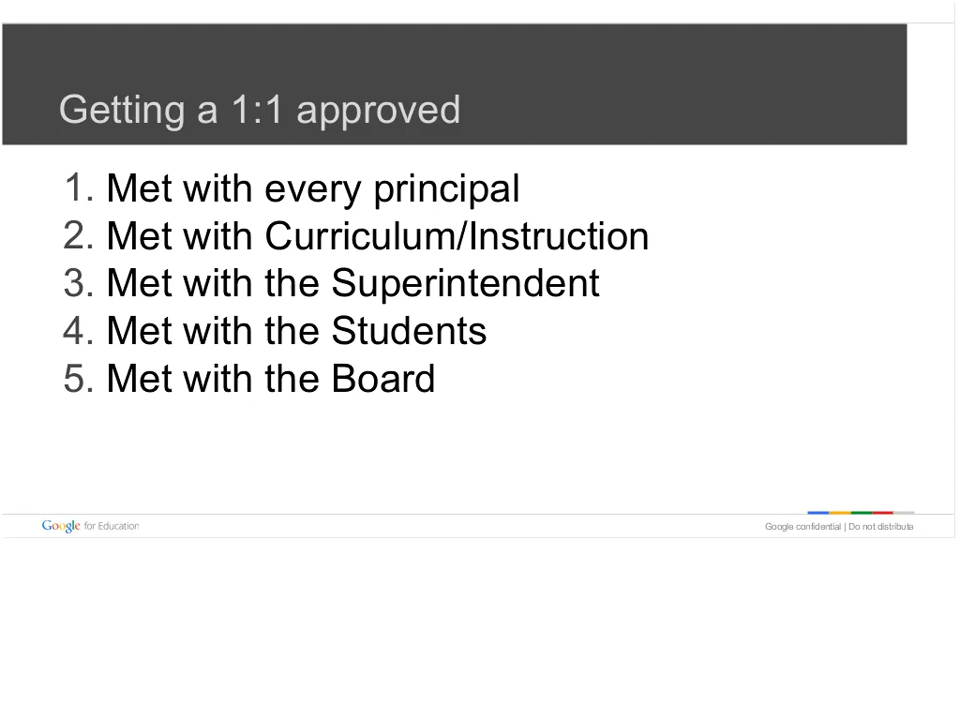 Getting a 1:1 approved
1. Met with every principal
2. Met with Curriculum/Instruction
3. Met with the Superintendent
4. Met with the Students
5. Met with the Board
Google for Education
Google confidential | Do not distribute